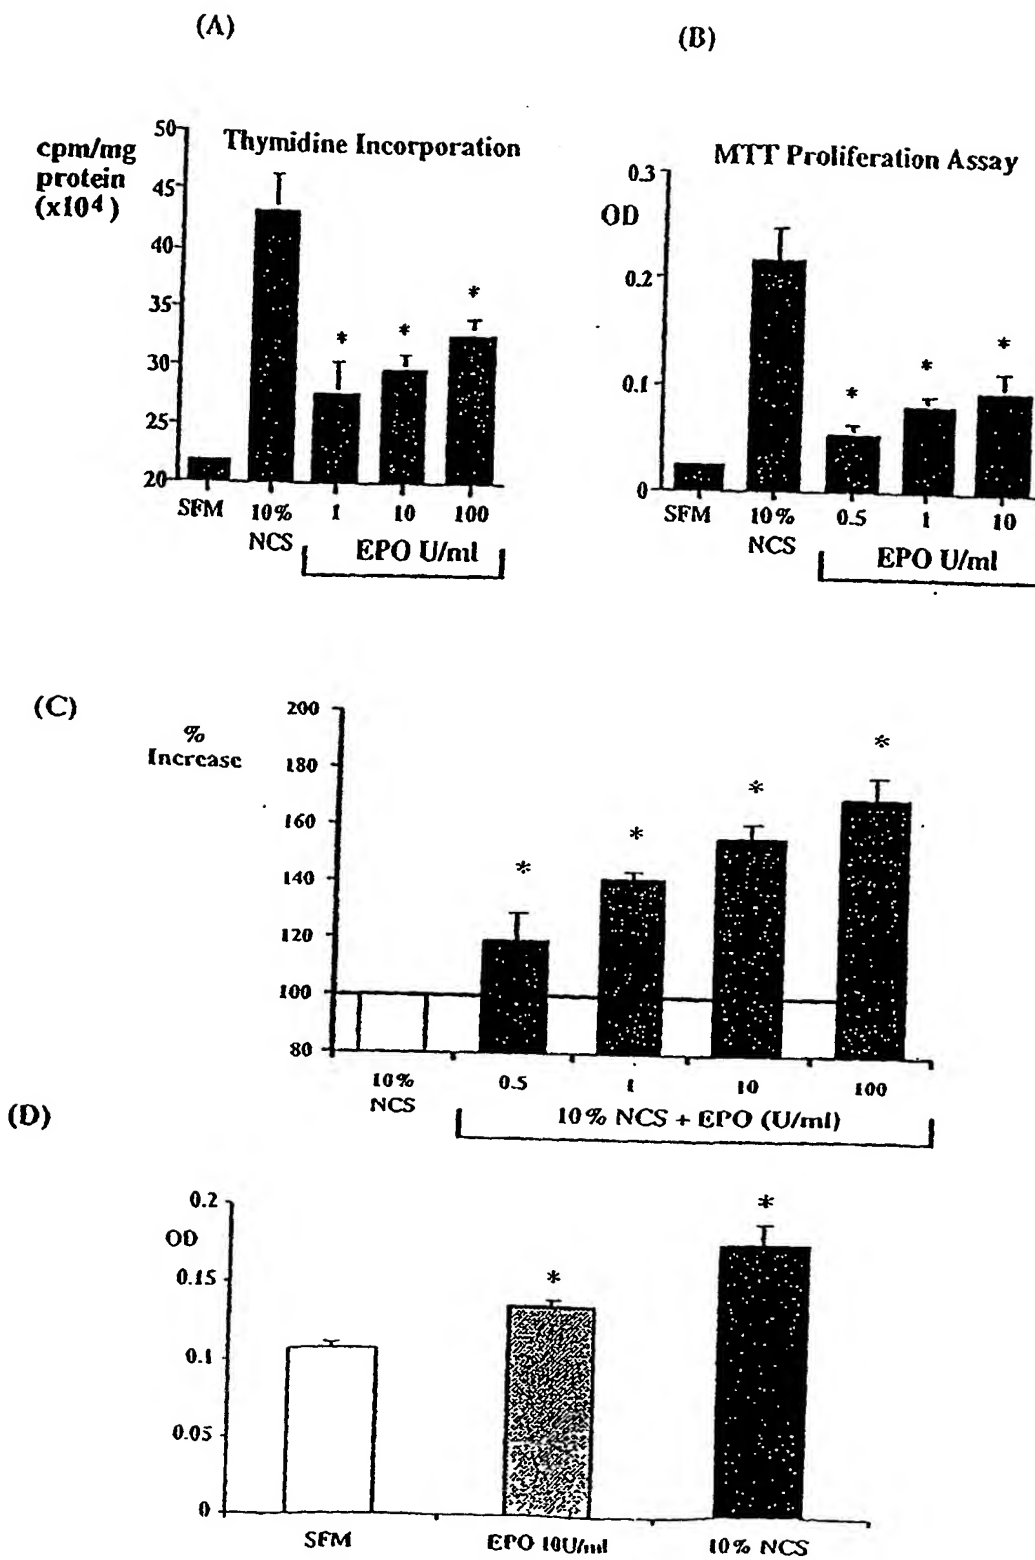 (A)
(B)
cpm/mg
protein
(x10⁴)
Thymidine Incorporation
50
45
40
35
30
25
20
*
*
*
SFM
10%
NCS
1
10
100
EPO U/ml
MTT Proliferation Assay
OD
0.3
0.2
0.1
0
*
*
*
SFM
10%
NCS
0.5
1
10
EPO U/ml
(C)
%
Increase
200
180
160
140
120
100
80
*
*
*
*
10%
NCS
0.5
1
10
100
10% NCS + EPO (U/ml)
(D)
OD
0.2
0.15
0.1
0.05
0
*
*
SFM
EPO 10U/ml
10% NCS